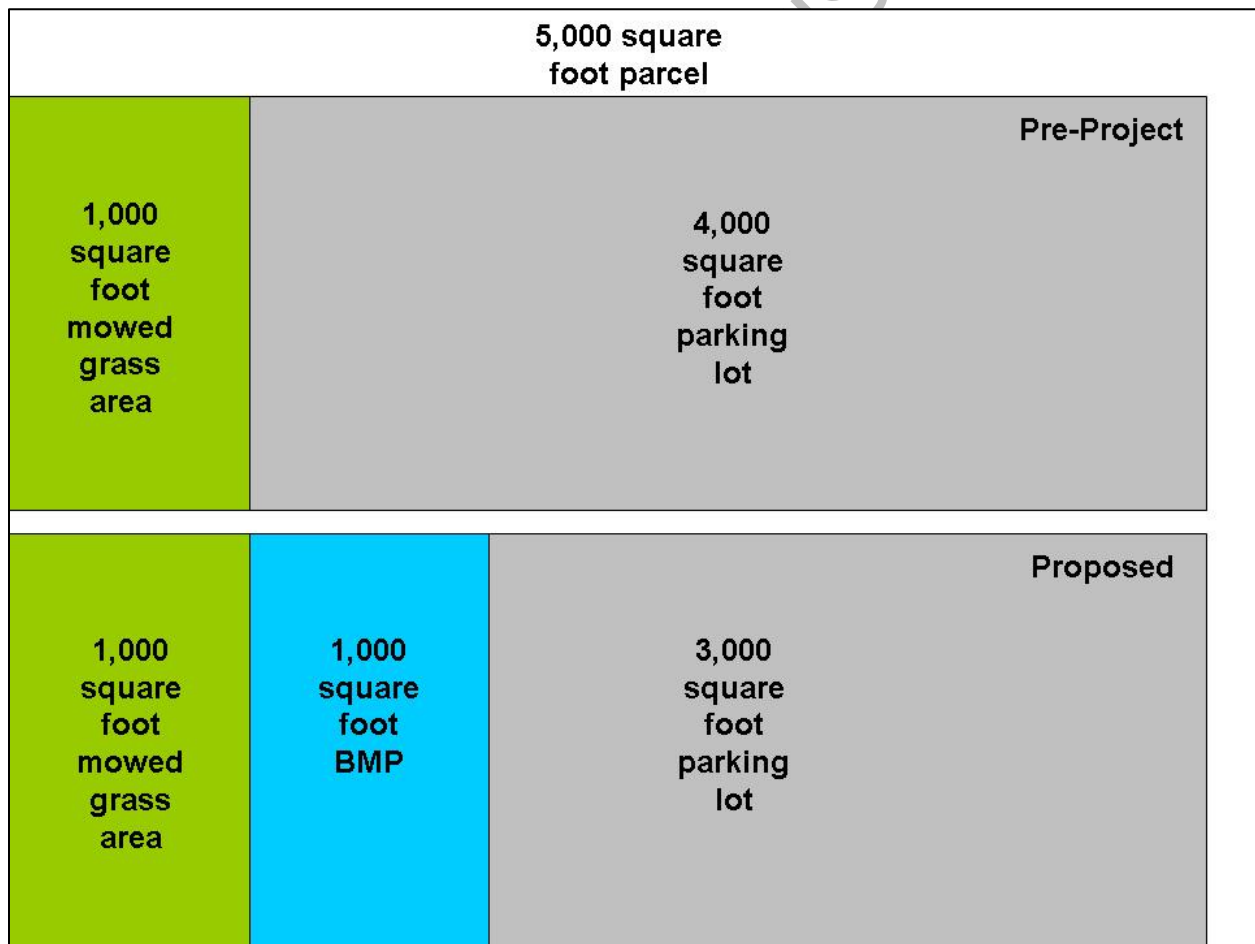 5,000 square
foot parcel
Pre-Project
1,000
square
foot
mowed
grass
area
4,000
square
foot
parking
lot
Proposed
1,000
square
foot
mowed
grass
area
1,000
square
foot
BMP
3,000
square
foot
parking
lot